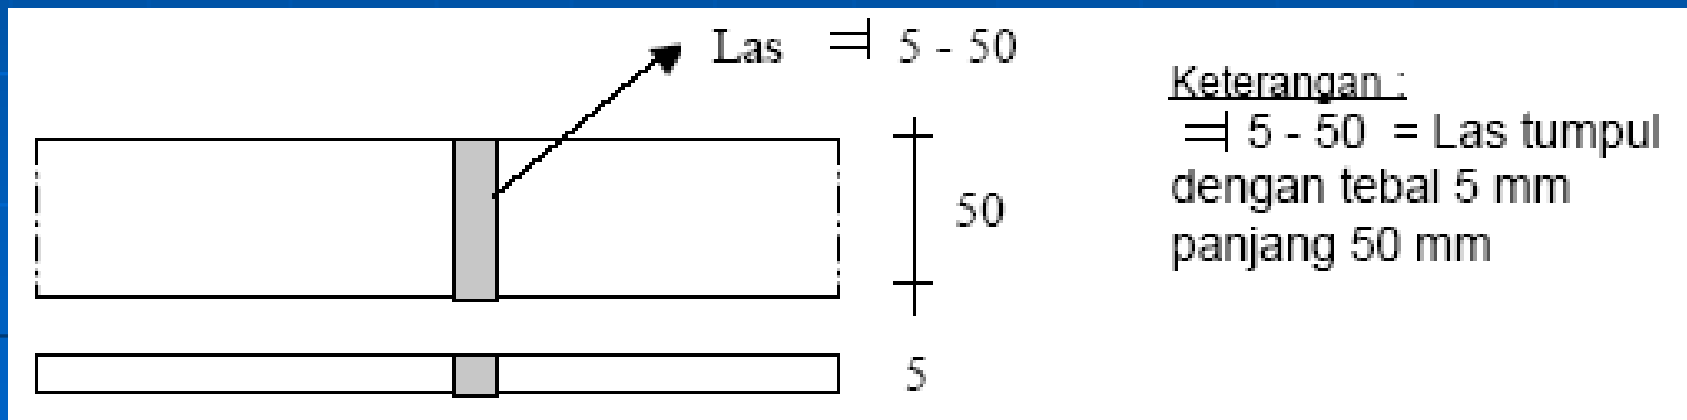 Las =| 5 - 50
50
5
Keterangan :
=| 5 - 50 = Las tumpul
dengan tebal 5 mm
panjang 50 mm